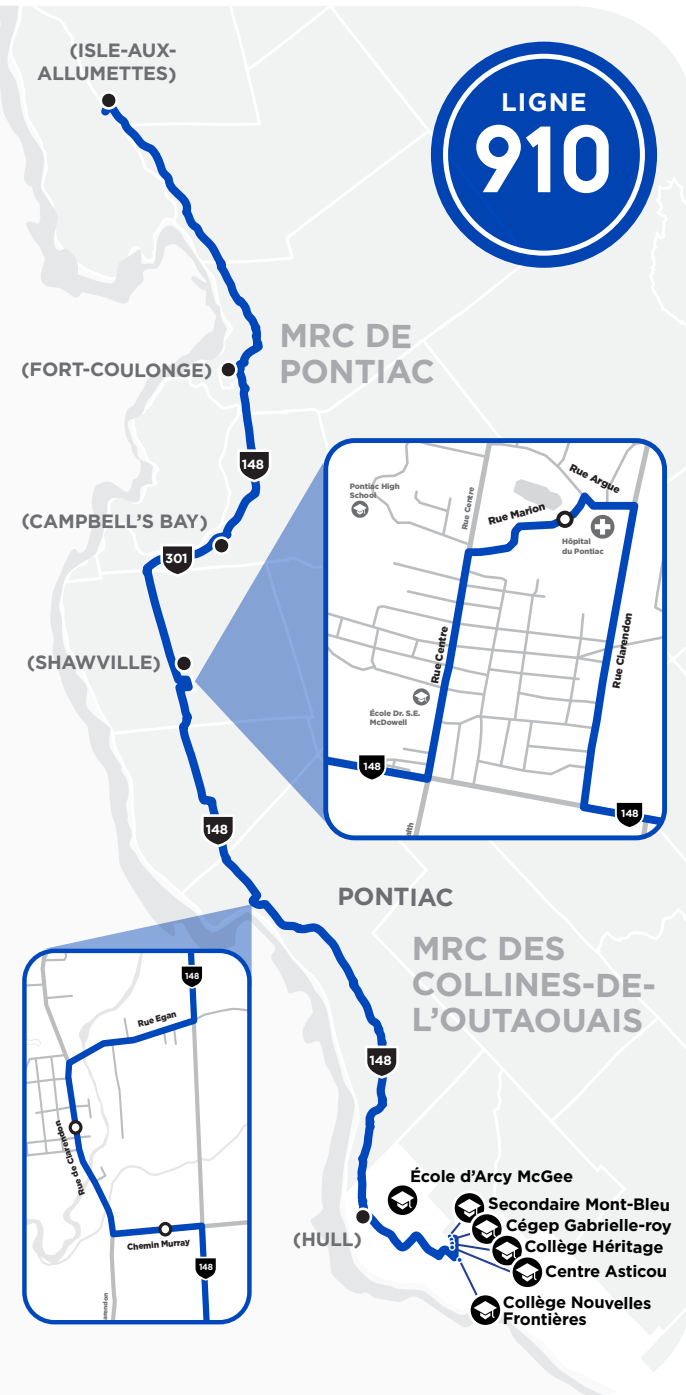 (ISLE-AUX-
ALLUMETTES)
LIGNE
910
MRC DE
PONTIAC
(FORT-COULONGE)
148
(CAMPBELL'S BAY)
301
(SHAWVILLE)
Pontiac High
School
Rue Centre
Rue Argue
Rue Marion
Hôpital
du Pontiac
Rue Centre
Rue Clarendon
École Dr. S.E.
McDowell
148
148
148
PONTIAC
MRC DES
COLLINES-DE-
L'OUTAOUAIS
148
Rue Egan
Rue de Clarendon
Chemin Murray
148
148
École d'Arcy McGee
Secondaire Mont-Bleu
Cégep Gabrielle-roy
Collège Héritage
Centre Asticou
Collège Nouvelles
Frontières
(HULL)